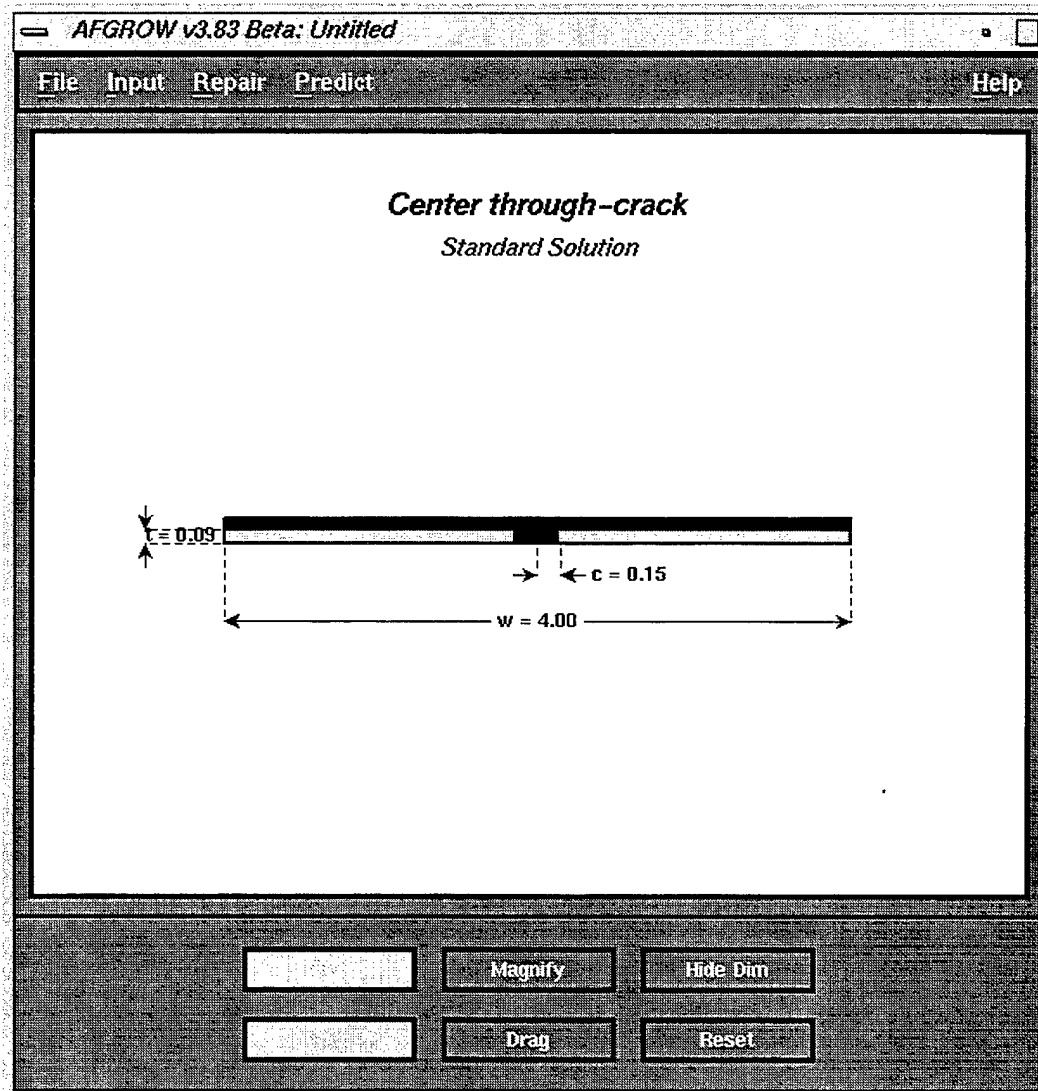 AFGROW v3.83 Beta: Untitled
File Input Repair Predict Help
Center through-crack
Standard Solution
t = 0.09
c = 0.15
w = 4.00
Magnify Hide Dim
Drag Reset